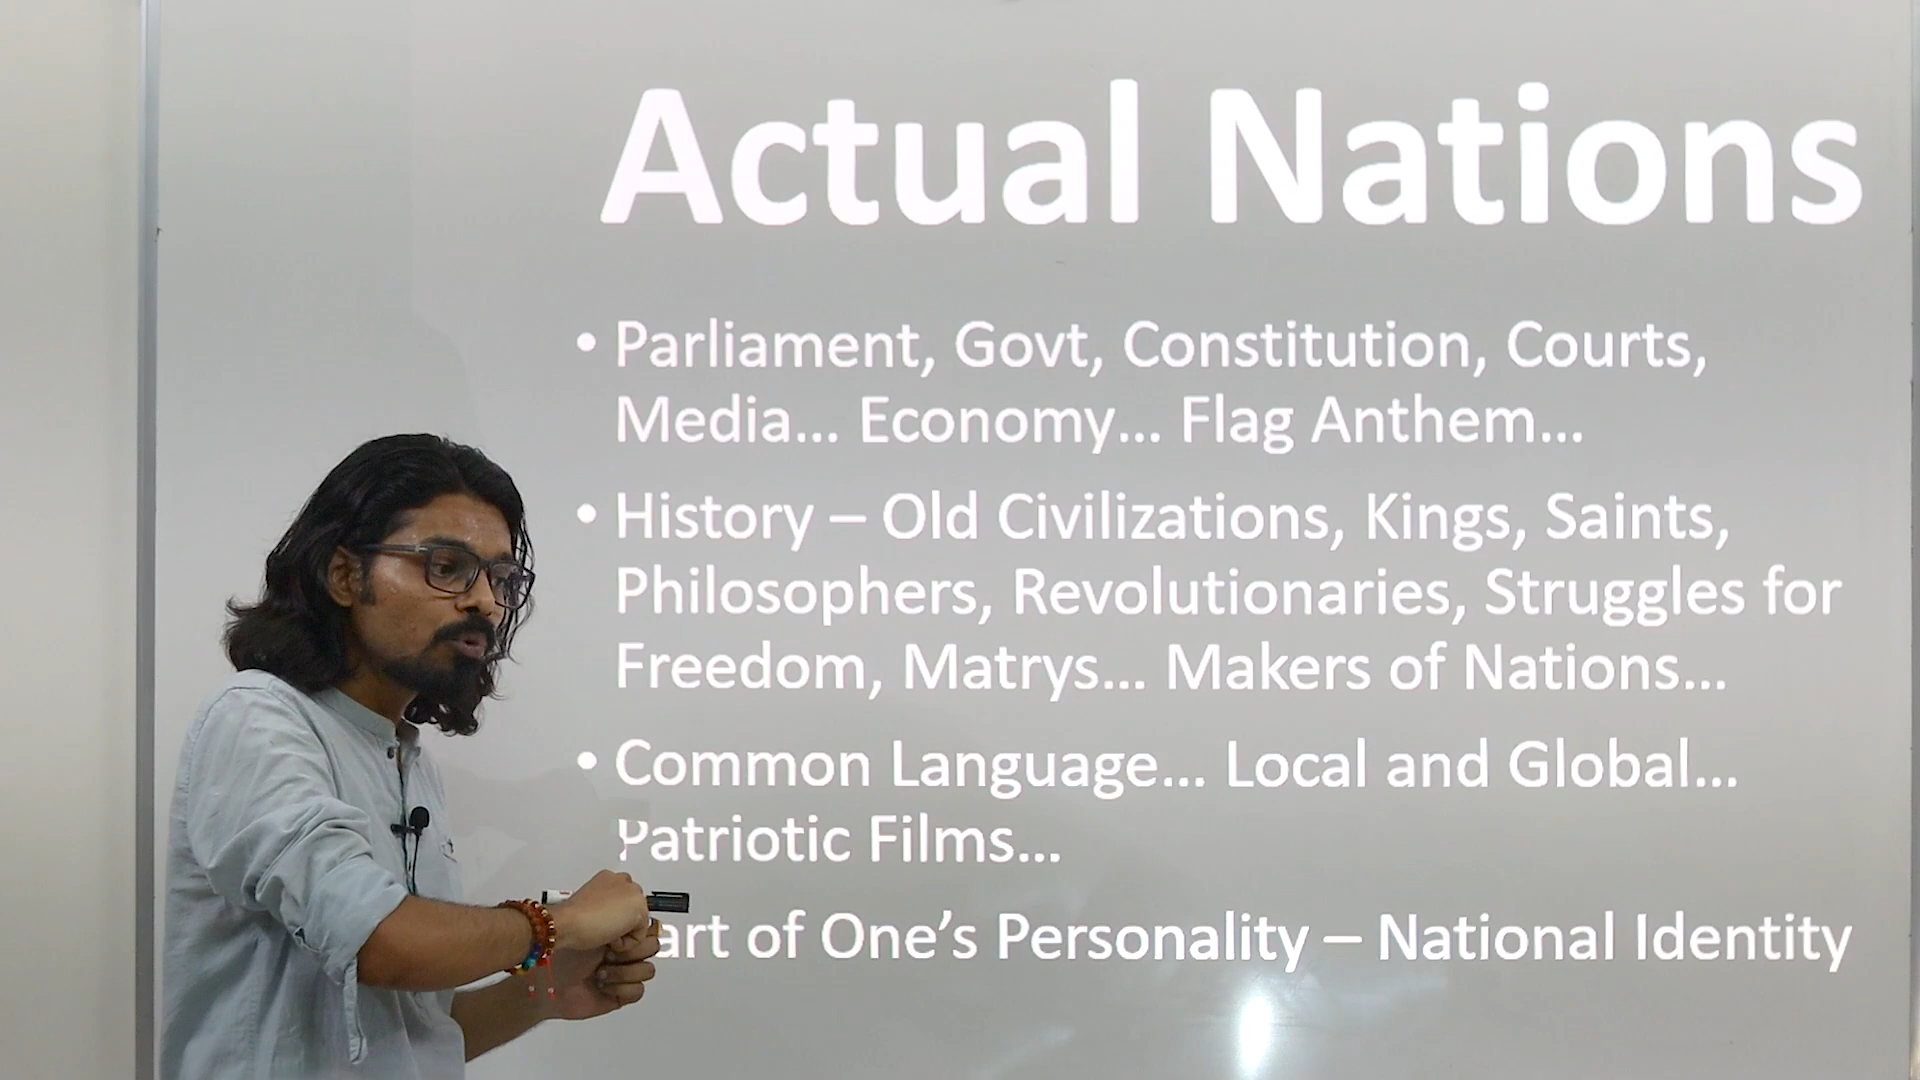 Actual Nations
• Parliament, Govt, Constitution, Courts,
Media... Economy... Flag Anthem...
• History – Old Civilizations, Kings, Saints,
Philosophers, Revolutionaries, Struggles for
Freedom, Matrys... Makers of Nations...
• Common Language... Local and Global...
Patriotic Films...
art of One’s Personality – National Identity